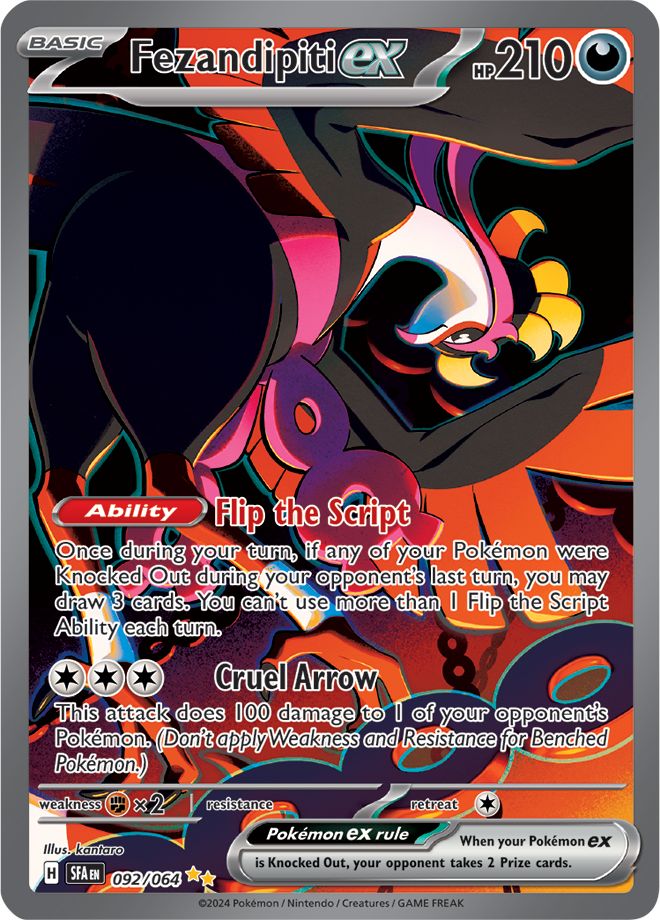 BASIC Fezandipiti ex HP 210
Ability Flip the Script
Once during your turn, if any of your Pokémon were
Knocked Out during your opponent's last turn, you may
draw 3 cards. You can't use more than 1 Flip the Script
Ability each turn.
Cruel Arrow
This attack does 100 damage to 1 of your opponent's
Pokémon. (Don't apply Weakness and Resistance for Benched
Pokémon.)
weakness ×2 resistance retreat
Illus. kantaro
Pokémon ex rule When your Pokémon ex
is Knocked Out, your opponent takes 2 Prize cards.
H SFA EN 092/064
©2024 Pokémon / Nintendo / Creatures / GAME FREAK